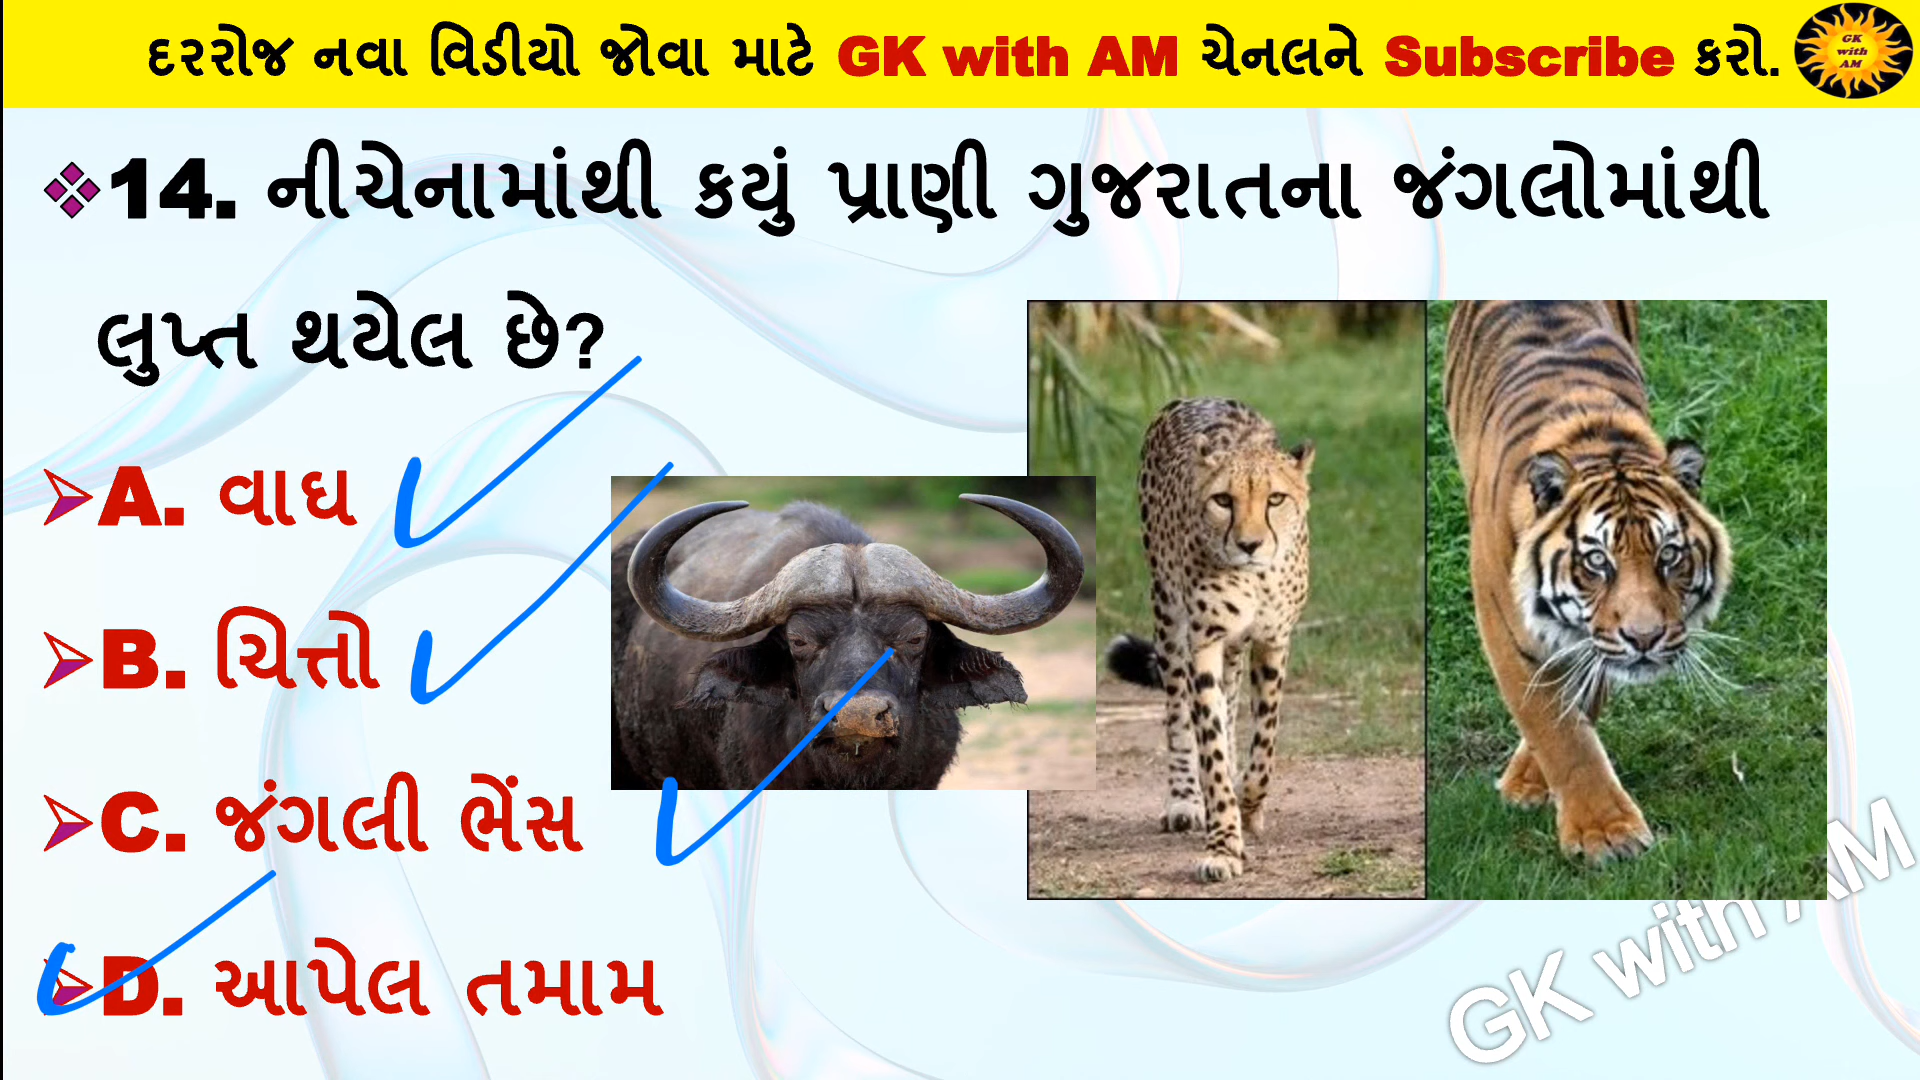 દરરોજ નવા વિડીયો જોવા માટે GK with AM ચેનલને Subscribe કરો.
GK
with
AM
14. નીચેનામાંથી કયું પ્રાણી ગુજરાતના જંગલોમાંથી
લુપ્ત થયેલ છે?
A. વાઘ
B. ચિત્તો
C. જંગલી ભેંસ
D. આપેલ તમામ
GK with AM